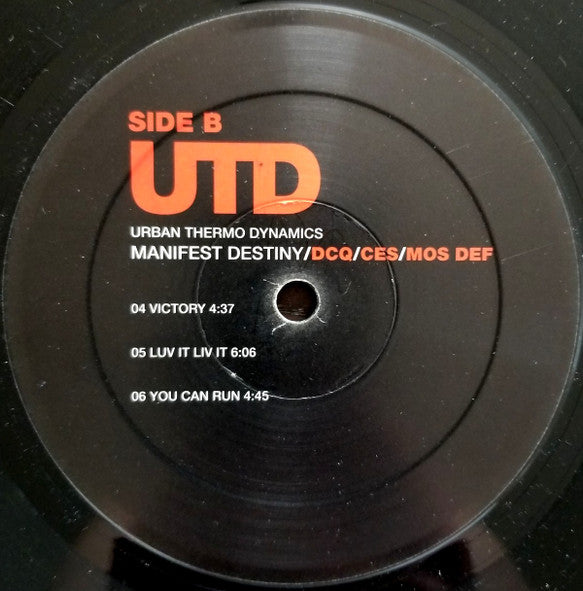 SIDE B
UTD
URBAN THERMO DYNAMICS
MANIFEST DESTINY/DCQ/CES/MOS DEF
04 VICTORY 4:37
05 LUV IT LIV IT 6:06
06 YOU CAN RUN 4:45